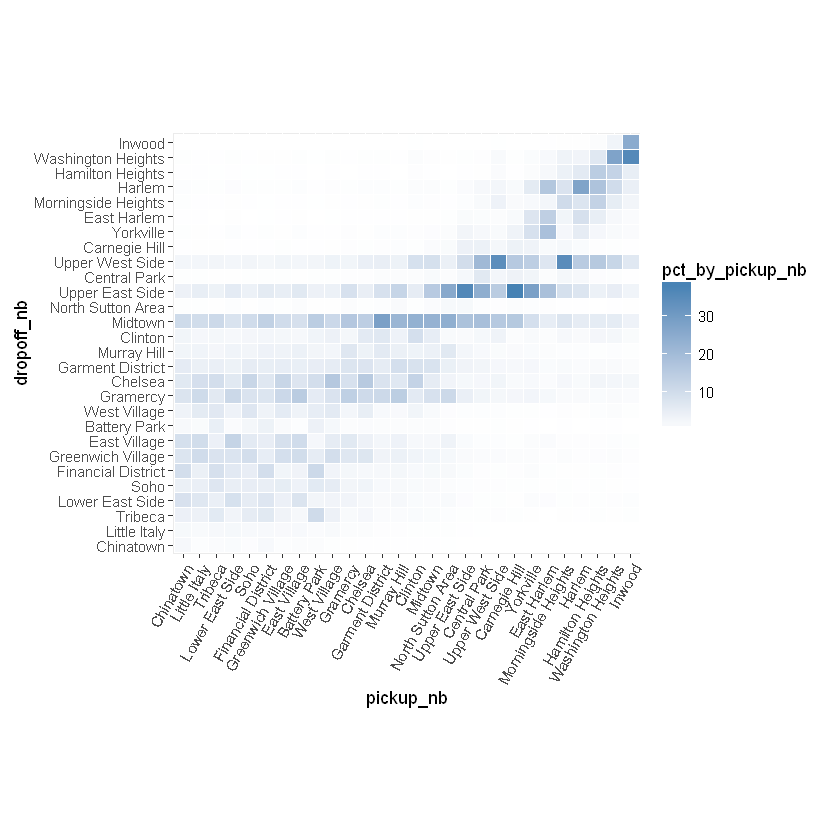 Inwood
Washington Heights
Hamilton Heights
Harlem
Morningside Heights
East Harlem
Yorkville
Carnegie Hill
Upper West Side
Central Park
Upper East Side
North Sutton Area
Midtown
Clinton
Murray Hill
Garment District
Chelsea
Gramercy
West Village
Battery Park
East Village
Greenwich Village
Financial District
Soho
Lower East Side
Tribeca
Little Italy
Chinatown
dropoff_nb
Chinatown
Little Italy
Tribeca
Lower East Side
Soho
Financial District
Greenwich Village
East Village
Battery Park
West Village
Gramercy
Chelsea
Garment District
Murray Hill
Clinton
Midtown
North Sutton Area
Upper East Side
Central Park
Upper West Side
Carnegie Hill
Yorkville
East Harlem
Morningside Heights
Harlem
Hamilton Heights
Washington Heights
Inwood
pickup_nb
pct_by_pickup_nb
30
20
10